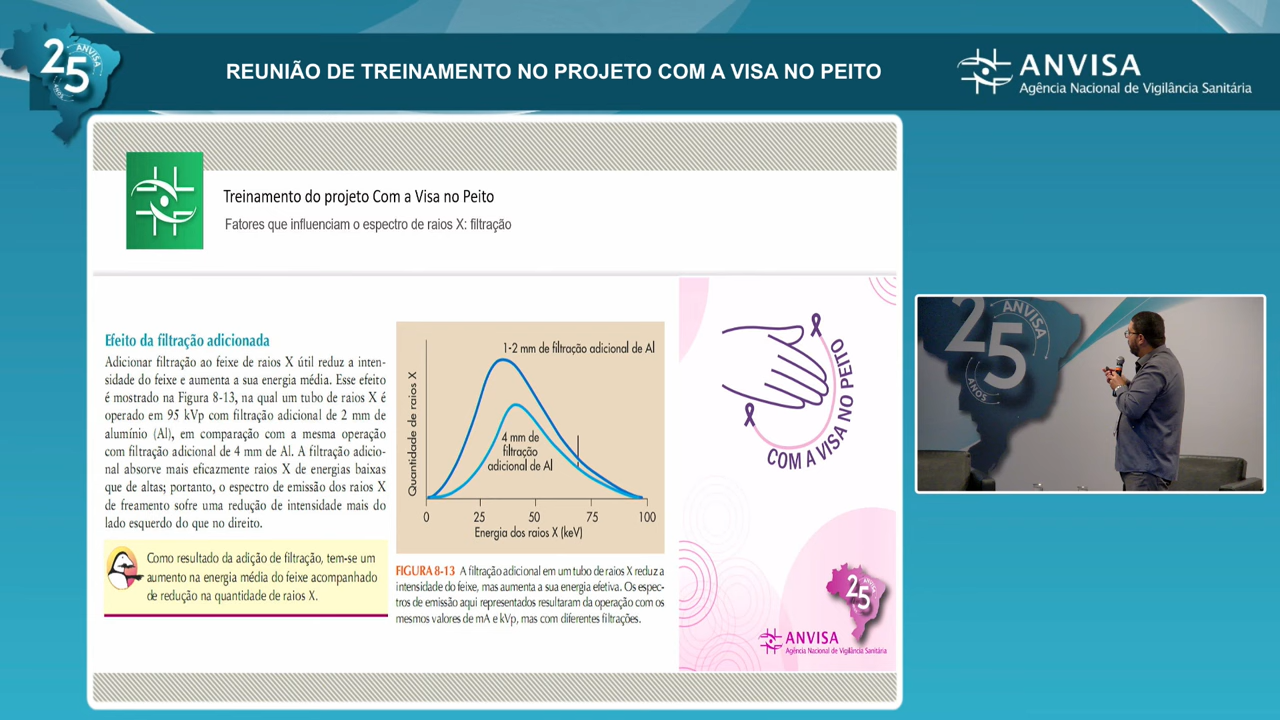 25
ANVISA
ANOS
REUNIÃO DE TREINAMENTO NO PROJETO COM A VISA NO PEITO
ANVISA
Agência Nacional de Vigilância Sanitária
Treinamento do projeto Com a Visa no Peito
Fatores que influenciam o espectro de raios X: filtração
Efeito da filtração adicionada
Adicionar filtração ao feixe de raios X útil reduz a inten-
sidade do feixe e aumenta a sua energia média. Esse efeito
é mostrado na Figura 8-13, na qual um tubo de raios X é
operado em 95 kVp com filtração adicional de 2 mm de
alumínio (Al), em comparação com a mesma operação
com filtração adicional de 4 mm de Al. A filtração adicio-
nal absorve mais eficazmente raios X de energias baixas
que de altas; portanto, o espectro de emissão dos raios X
de freamento sofre uma redução de intensidade mais do
lado esquerdo do que no direito.
Como resultado da adição de filtração, tem-se um
aumento na energia média do feixe acompanhado
de redução na quantidade de raios X.
Quantidade de raios X
1-2 mm de filtração adicional de Al
4 mm de
filtração
adicional de Al
0 25 50 75 100
Energia dos raios X (keV)
FIGURA 8-13 A filtração adicional em um tubo de raios X reduz a
intensidade do feixe, mas aumenta a sua energia efetiva. Os espec-
tros de emissão aqui representados resultaram da operação com os
mesmos valores de mA e kVp, mas com diferentes filtrações.
COM A VISA NO PEITO
25
ANVISA
Agência Nacional de Vigilância Sanitária
25
ANVISA
ANOS